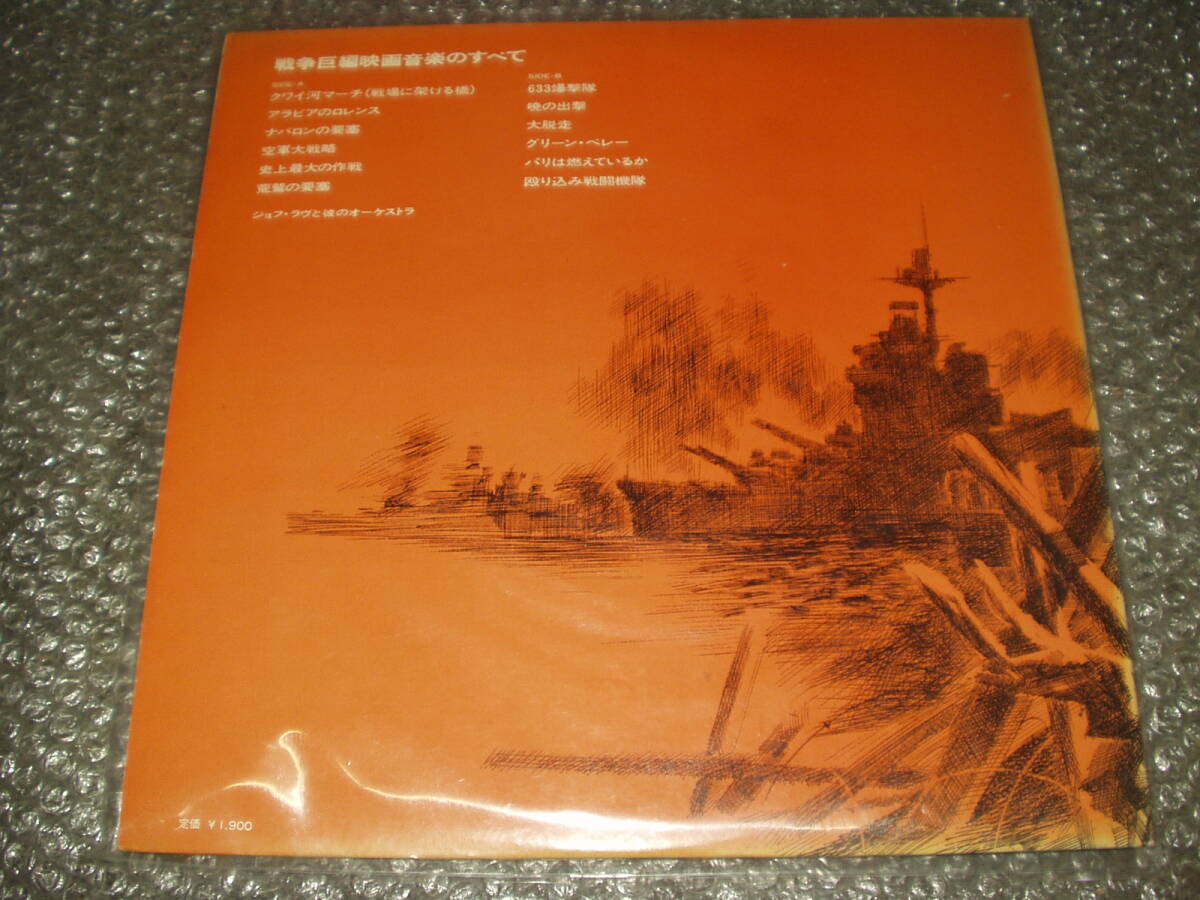 戦争巨編映画音楽のすべて
SIDE-A
クワイ河マーチ(戦場に架ける橋)
アラビアのロレンス
ナバロンの要塞
空軍大戦略
史上最大の作戦
荒鷲の要塞
ジョフ・ラヴと彼のオーケストラ
SIDE-B
633爆撃隊
暁の出撃
大脱走
グリーン・ベレー
パリは燃えているか
殴り込み戦闘機隊
定価 ¥1,900